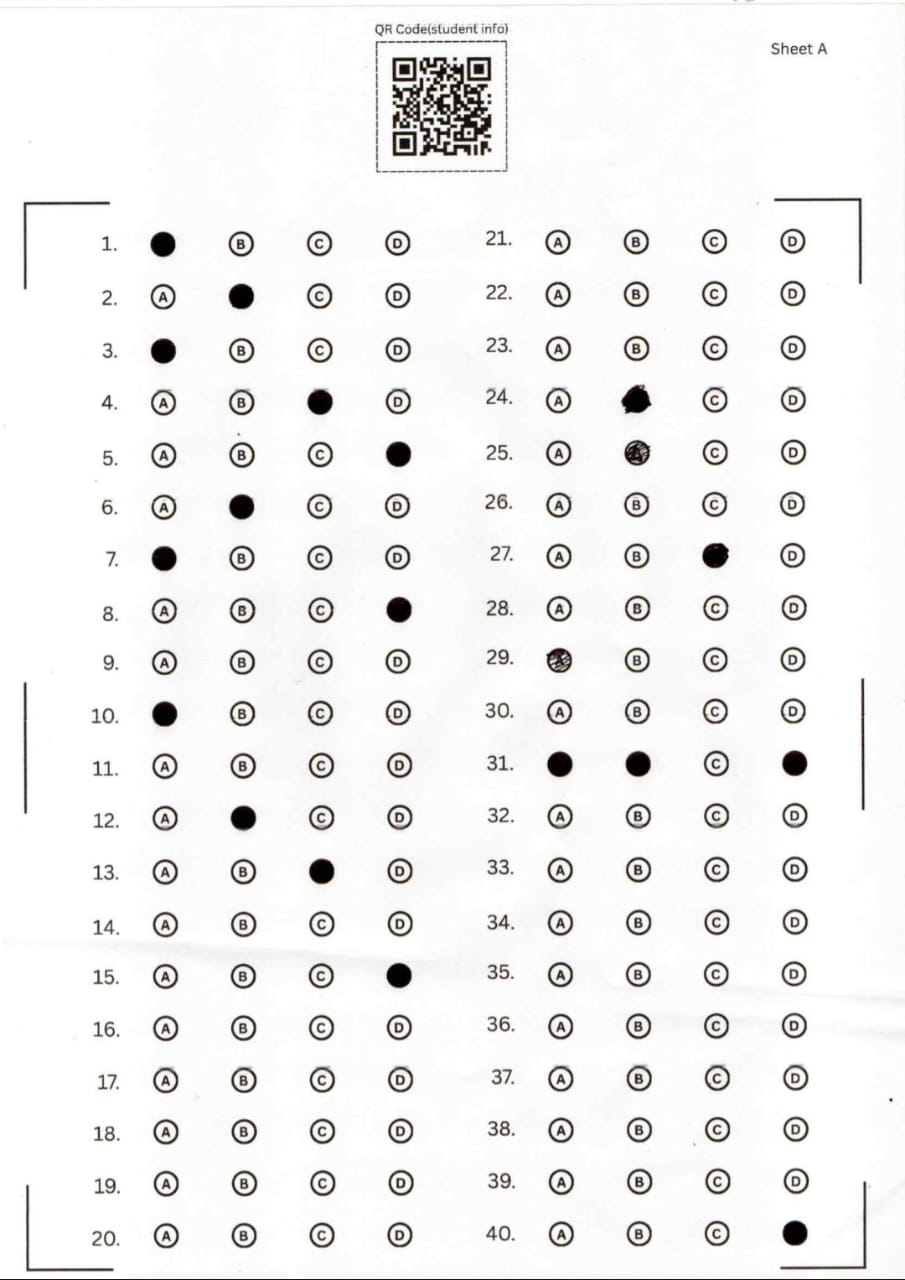 QR Code(student info)
Sheet A
1. B C D
2. A C D
3. B C D
4. A B D
5. A B C
6. A C D
7. B C D
8. A B C
9. A B C D
10. B C D
11. A B C D
12. A C D
13. A B D
14. A B C D
15. A B C
16. A B C D
17. A B C D
18. A B C D
19. A B C D
20. A B C D
21. A B C D
22. A B C D
23. A B C D
24. A C D
25. A C D
26. A B C D
27. A B D
28. A B C D
29. A B C D
30. A B C D
31. C
32. A B C D
33. A B C D
34. A B C D
35. A B C D
36. A B C D
37. A B C D
38. A B C D
39. A B C D
40. A B C